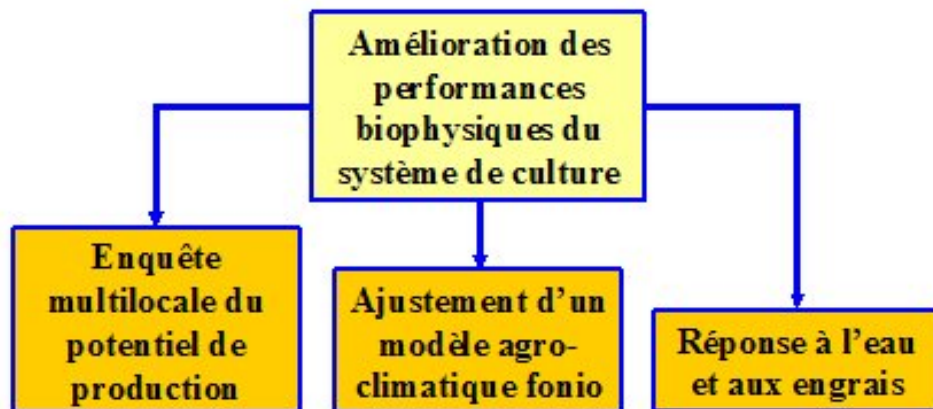 Amélioration des
performances
biophysiques du
système de culture
Enquête
multilocale du
potentiel de
production
Ajustement d'un
modèle agro-
climatique fonio
Réponse à l'eau
et aux engrais